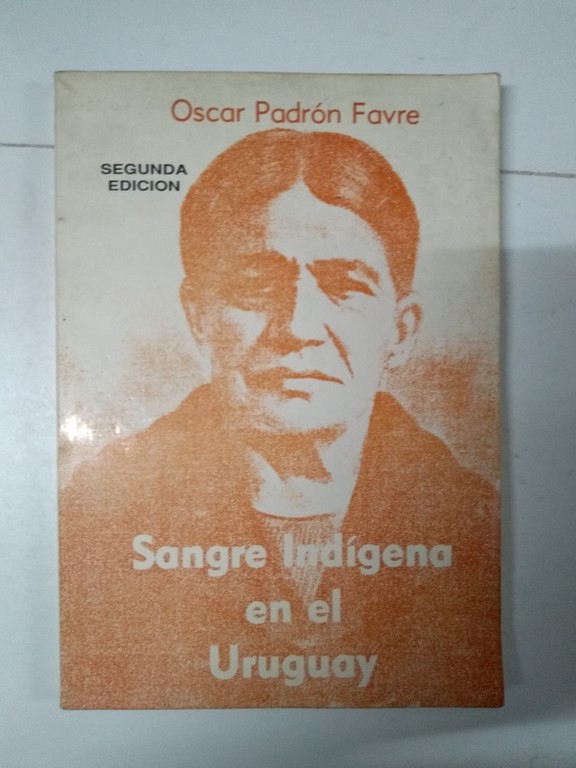 Oscar Padrón Favre
SEGUNDA
EDICION
Sangre Indígena
en el
Uruguay